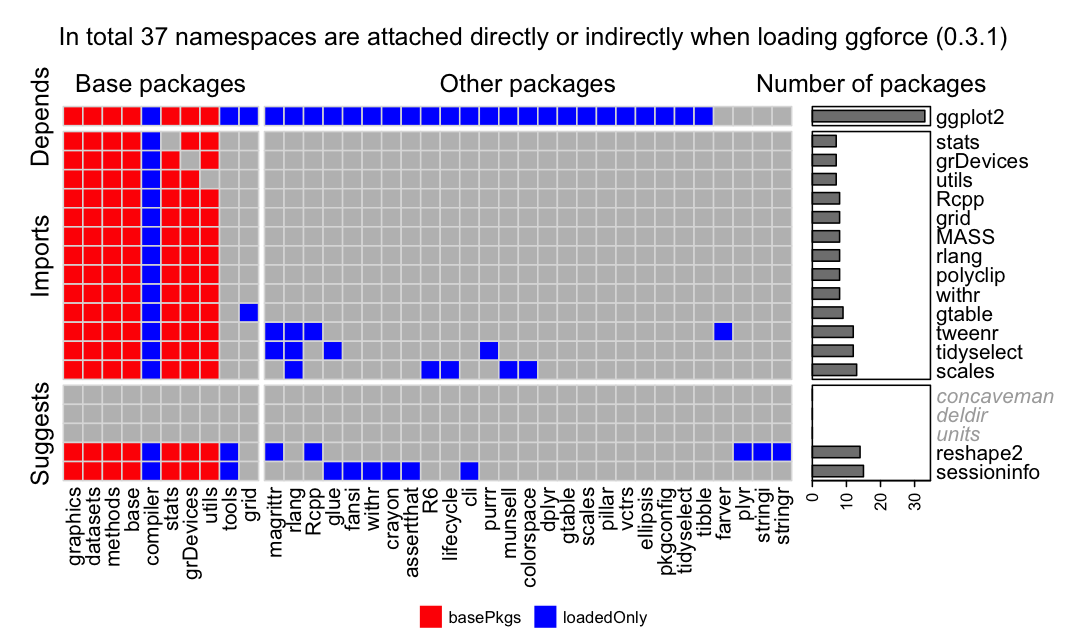 In total 37 namespaces are attached directly or indirectly when loading ggforce (0.3.1)
Base packages
Other packages
Number of packages
Depends
ggplot2
Imports
stats
grDevices
utils
Rcpp
grid
MASS
rlang
polyclip
withr
gtable
tweenr
tidyselect
scales
Suggests
concaveman
deldir
units
reshape2
sessioninfo
0
10
20
30
graphics
datasets
methods
base
compiler
stats
grDevices
utils
tools
grid
magrittr
rlang
Rcpp
glue
fansi
withr
crayon
assertthat
R6
lifecycle
cli
purrr
munsell
colorspace
dplyr
gtable
scales
pillar
vctrs
ellipsis
pkgconfig
tidyselect
tibble
farver
plyr
stringi
stringr
basePkgs
loadedOnly